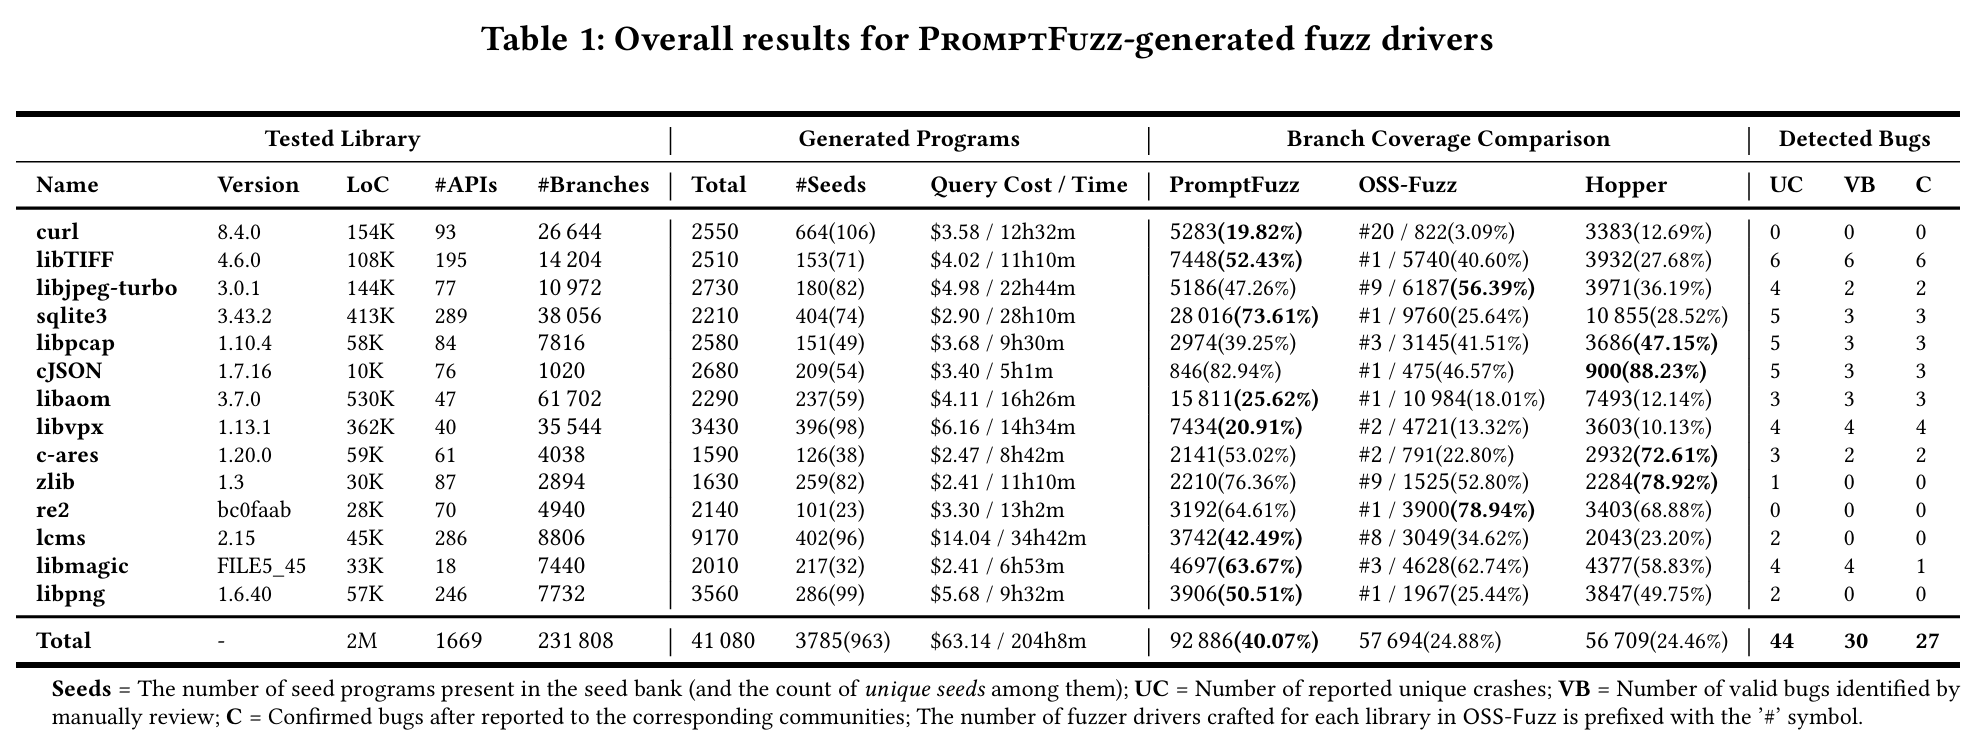 Table 1: Overall results for PROMPTFUZZ-generated fuzz drivers
Tested Library | Generated Programs | Branch Coverage Comparison | Detected Bugs
Name Version LoC #APIs #Branches | Total #Seeds Query Cost / Time | PromptFuzz OSS-Fuzz Hopper | UC VB C
curl 8.4.0 154K 93 26 644 2550 664(106) $3.58 / 12h32m 5283(19.82%) #20 / 822(3.09%) 3383(12.69%) 0 0 0
libTIFF 4.6.0 108K 195 14 204 2510 153(71) $4.02 / 11h10m 7448(52.43%) #1 / 5740(40.60%) 3932(27.68%) 6 6 6
libjpeg-turbo 3.0.1 144K 77 10 972 2730 180(82) $4.98 / 22h44m 5186(47.26%) #9 / 6187(56.39%) 3971(36.19%) 4 2 2
sqlite3 3.43.2 413K 289 38 056 2210 404(74) $2.90 / 28h10m 28 016(73.61%) #1 / 9760(25.64%) 10 855(28.52%) 5 3 3
libpcap 1.10.4 58K 84 7816 2580 151(49) $3.68 / 9h30m 2974(39.25%) #3 / 3145(41.51%) 3686(47.15%) 5 3 3
cJSON 1.7.16 10K 76 1020 2680 209(54) $3.40 / 5h1m 846(82.94%) #1 / 475(46.57%) 900(88.23%) 5 3 3
libaom 3.7.0 530K 47 61 702 2290 237(59) $4.11 / 16h26m 15 811(25.62%) #1 / 10 984(18.01%) 7493(12.14%) 3 3 3
libvpx 1.13.1 362K 40 35 544 3430 396(98) $6.16 / 14h34m 7434(20.91%) #2 / 4721(13.32%) 3603(10.13%) 4 4 4
c-ares 1.20.0 59K 61 4038 1590 126(38) $2.47 / 8h42m 2141(53.02%) #2 / 791(22.80%) 2932(72.61%) 3 2 2
zlib 1.3 30K 87 2894 1630 259(82) $2.41 / 11h10m 2210(76.36%) #9 / 1525(52.80%) 2284(78.92%) 1 0 0
re2 bc0faab 28K 70 4940 2140 101(23) $3.30 / 13h2m 3192(64.61%) #1 / 3900(78.94%) 3403(68.88%) 0 0 0
lcms 2.15 45K 286 8806 9170 402(96) $14.04 / 34h42m 3742(42.49%) #8 / 3049(34.62%) 2043(23.20%) 2 0 0
libmagic FILE5_45 33K 18 7440 2010 217(32) $2.41 / 6h53m 4697(63.67%) #3 / 4628(62.74%) 4377(58.83%) 4 4 1
libpng 1.6.40 57K 246 7732 3560 286(99) $5.68 / 9h32m 3906(50.51%) #1 / 1967(25.44%) 3847(49.75%) 2 0 0
Total - 2M 1669 231 808 41 080 3785(963) $63.14 / 204h8m 92 886(40.07%) 57 694(24.88%) 56 709(24.46%) 44 30 27
Seeds = The number of seed programs present in the seed bank (and the count of unique seeds among them); UC = Number of reported unique crashes; VB = Number of valid bugs identified by
manually review; C = Confirmed bugs after reported to the corresponding communities; The number of fuzzer drivers crafted for each library in OSS-Fuzz is prefixed with the '#' symbol.